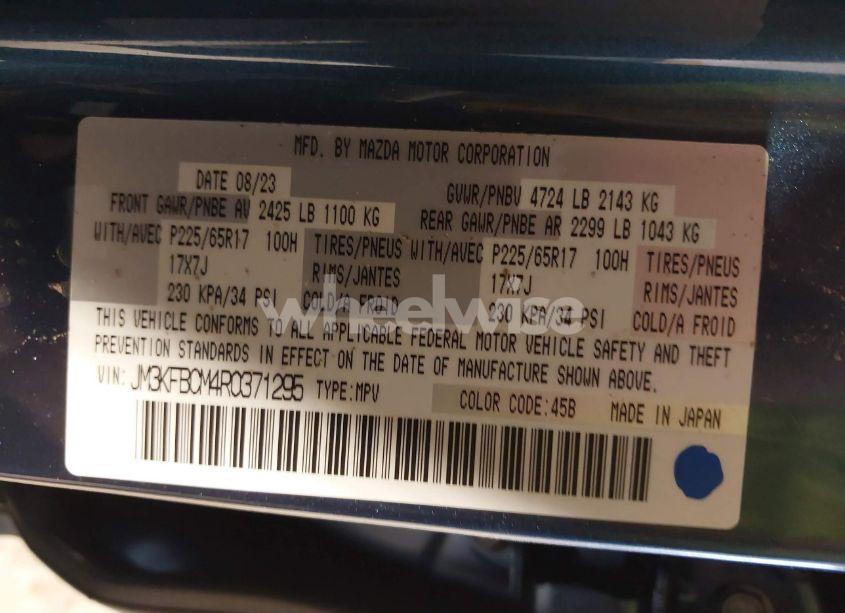 MFD. BY MAZDA MOTOR CORPORATION
DATE 08/23 GVWR/PNBV 4724 LB 2143 KG
FRONT GAWR/PNBE AV 2425 LB 1100 KG REAR GAWR/PNBE AR 2299 LB 1043 KG
WITH/AVEC P225/65R17 100H TIRES/PNEUS WITH/AVEC P225/65R17 100H TIRES/PNEUS
17X7J RIMS/JANTES 17X7J RIMS/JANTES
230 KPA/34 PSI COLD/A FROID 230 KPA/34 PSI COLD/A FROID
wheelwise
THIS VEHICLE CONFORMS TO ALL APPLICABLE FEDERAL MOTOR VEHICLE SAFETY AND THEFT
PREVENTION STANDARDS IN EFFECT ON THE DATE OF MANUFACTURE SHOWN ABOVE.
VIN: JM3KFBCM4R0371295 TYPE:MPV COLOR CODE:45B MADE IN JAPAN